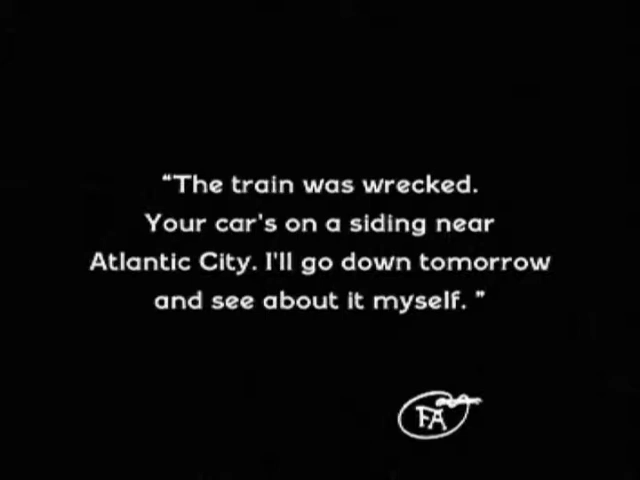 “The train was wrecked.
Your car's on a siding near
Atlantic City. I'll go down tomorrow
and see about it myself. ”
FA